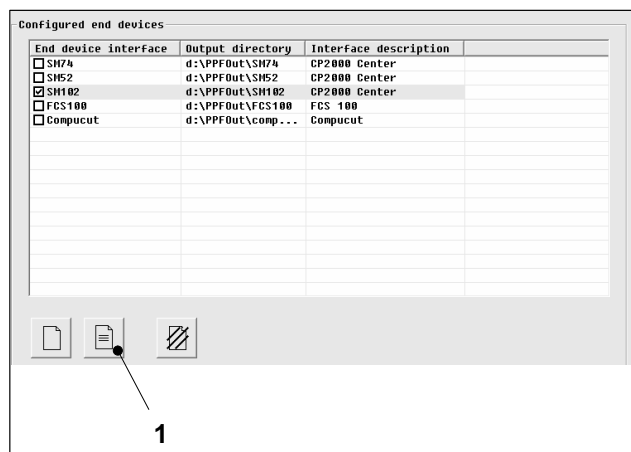 Configured end devices
End device interface Output directory Interface description
SM74 d:\PPFOut\SM74 CP2000 Center
SM52 d:\PPFOut\SM52 CP2000 Center
SM102 d:\PPFOut\SM102 CP2000 Center
FCS100 d:\PPFOut\FCS100 FCS 100
Compucut d:\PPFOut\comp... Compucut
1